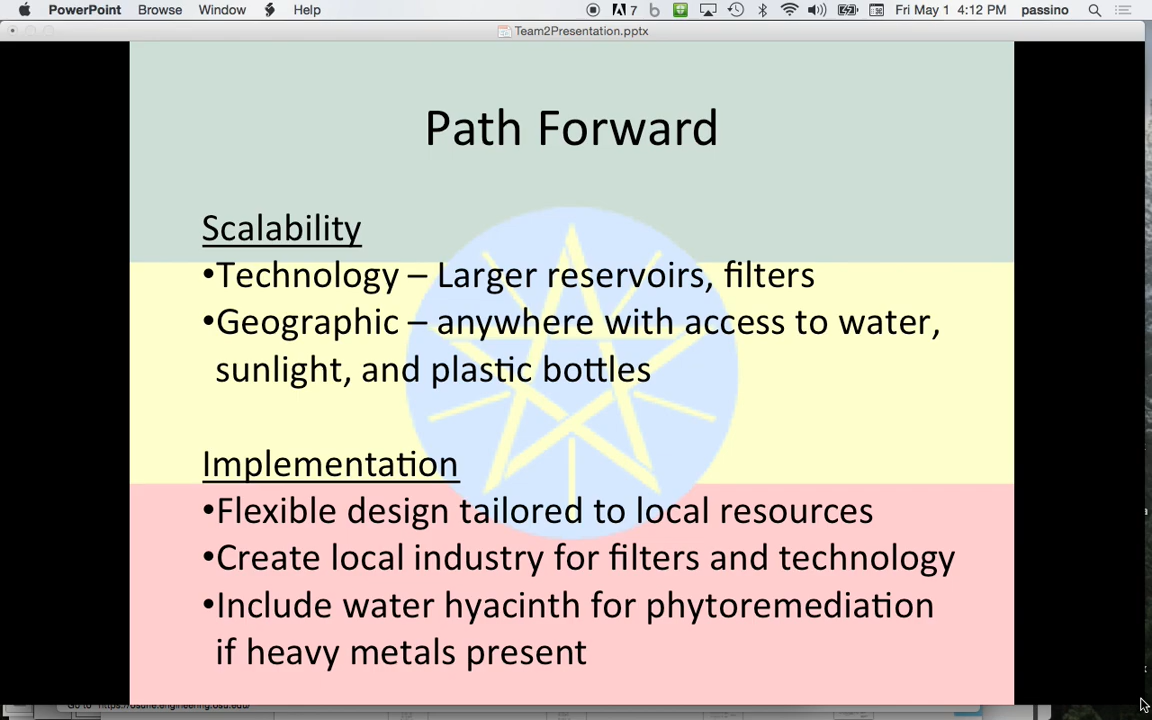 PowerPoint Browse Window Help 7 Fri May 1 4:12 PM passino
Team2Presentation.pptx
Path Forward
Scalability
•Technology – Larger reservoirs, filters
•Geographic – anywhere with access to water,
sunlight, and plastic bottles
Implementation
•Flexible design tailored to local resources
•Create local industry for filters and technology
•Include water hyacinth for phytoremediation
if heavy metals present